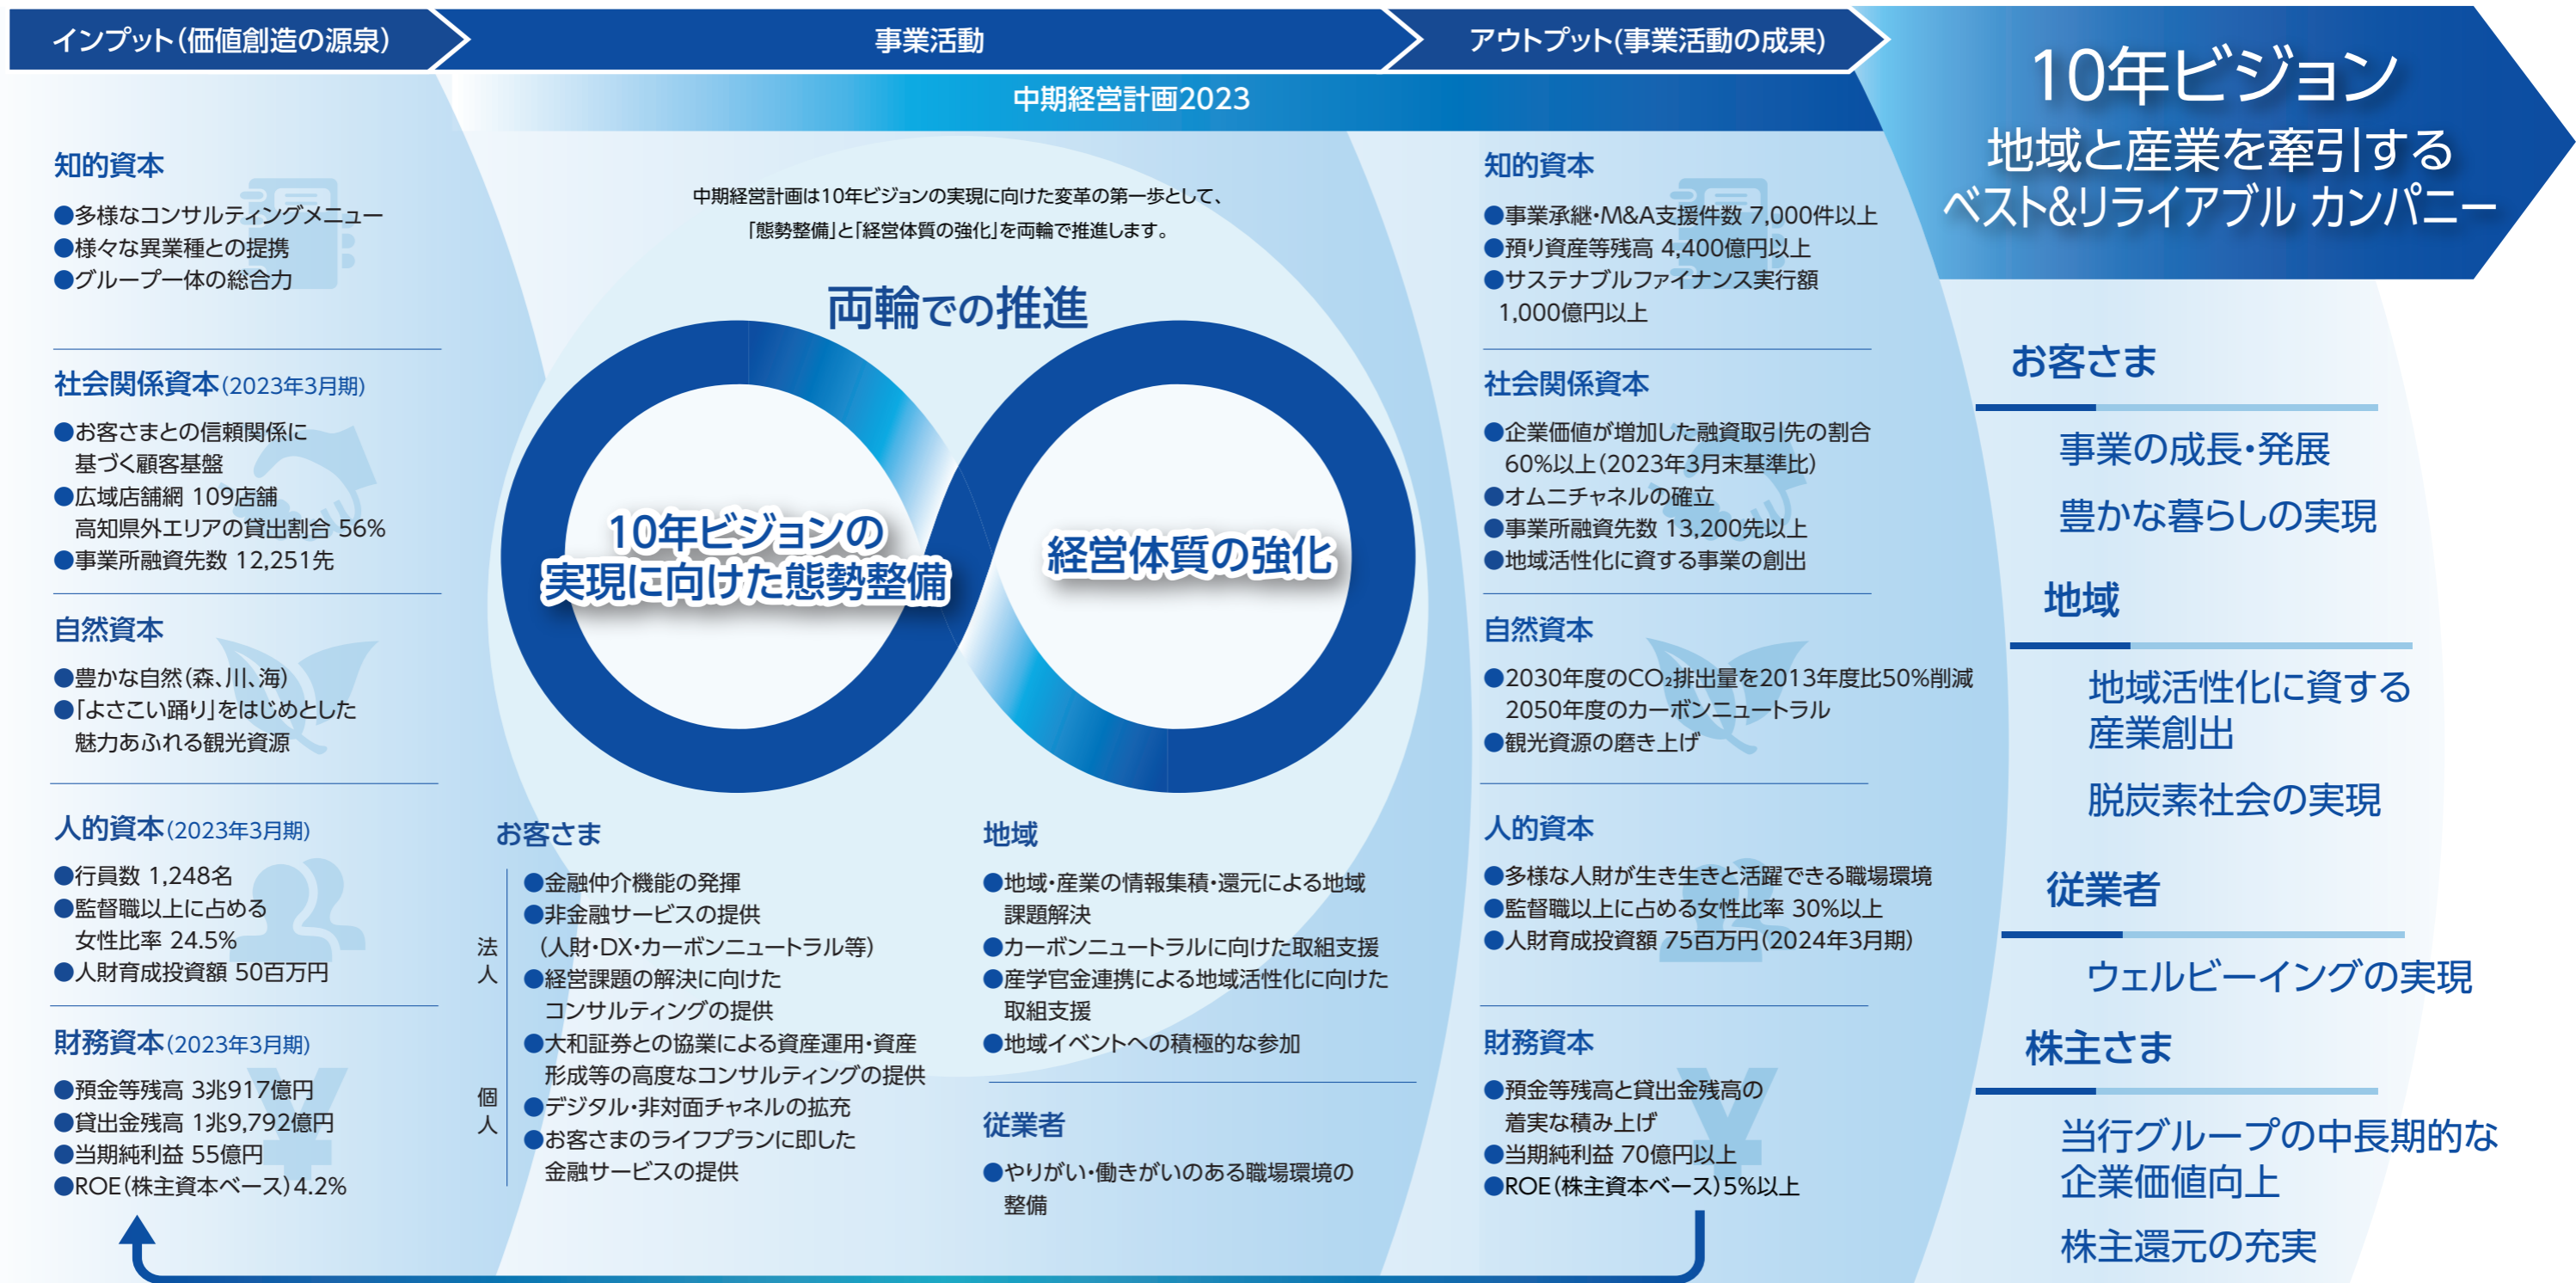 インプット(価値創造の源泉)
事業活動
アウトプット(事業活動の成果)
中期経営計画2023
10年ビジョン
地域と産業を牽引する
ベスト&リライアブル カンパニー
知的資本
●多様なコンサルティングメニュー
●様々な異業種との提携
●グループ一体の総合力
社会関係資本(2023年3月期)
●お客さまとの信頼関係に
基づく顧客基盤
●広域店舗網 109店舗
高知県外エリアの貸出割合 56%
●事業所融資先数 12,251先
自然資本
●豊かな自然(森、川、海)
●「よさこい踊り」をはじめとした
魅力あふれる観光資源
人的資本(2023年3月期)
●行員数 1,248名
●監督職以上に占める
女性比率 24.5%
●人財育成投資額 50百万円
財務資本(2023年3月期)
●預金等残高 3兆917億円
●貸出金残高 1兆9,792億円
●当期純利益 55億円
●ROE(株主資本ベース)4.2%
中期経営計画は10年ビジョンの実現に向けた変革の第一歩として、
「態勢整備」と「経営体質の強化」を両輪で推進します。
両輪での推進
10年ビジョンの
実現に向けた態勢整備
経営体質の強化
お客さま
法人
●金融仲介機能の発揮
●非金融サービスの提供
(人財・DX・カーボンニュートラル等)
●経営課題の解決に向けた
コンサルティングの提供
個人
●大和証券との協業による資産運用・資産
形成等の高度なコンサルティングの提供
●デジタル・非対面チャネルの拡充
●お客さまのライフプランに即した
金融サービスの提供
地域
●地域・産業の情報集積・還元による地域
課題解決
●カーボンニュートラルに向けた取組支援
●産学官金連携による地域活性化に向けた
取組支援
●地域イベントへの積極的な参加
従業者
●やりがい・働きがいのある職場環境の
整備
知的資本
●事業承継・M&A支援件数 7,000件以上
●預り資産等残高 4,400億円以上
●サステナブルファイナンス実行額
1,000億円以上
社会関係資本
●企業価値が増加した融資取引先の割合
60%以上(2023年3月末基準比)
●オムニチャネルの確立
●事業所融資先数 13,200先以上
●地域活性化に資する事業の創出
自然資本
●2030年度のCO₂排出量を2013年度比50%削減
2050年度のカーボンニュートラル
●観光資源の磨き上げ
人的資本
●多様な人財が生き生きと活躍できる職場環境
●監督職以上に占める女性比率 30%以上
●人財育成投資額 75百万円(2024年3月期)
財務資本
●預金等残高と貸出金残高の
着実な積み上げ
●当期純利益 70億円以上
●ROE(株主資本ベース)5%以上
お客さま
事業の成長・発展
豊かな暮らしの実現
地域
地域活性化に資する
産業創出
脱炭素社会の実現
従業者
ウェルビーイングの実現
株主さま
当行グループの中長期的な
企業価値向上
株主還元の充実